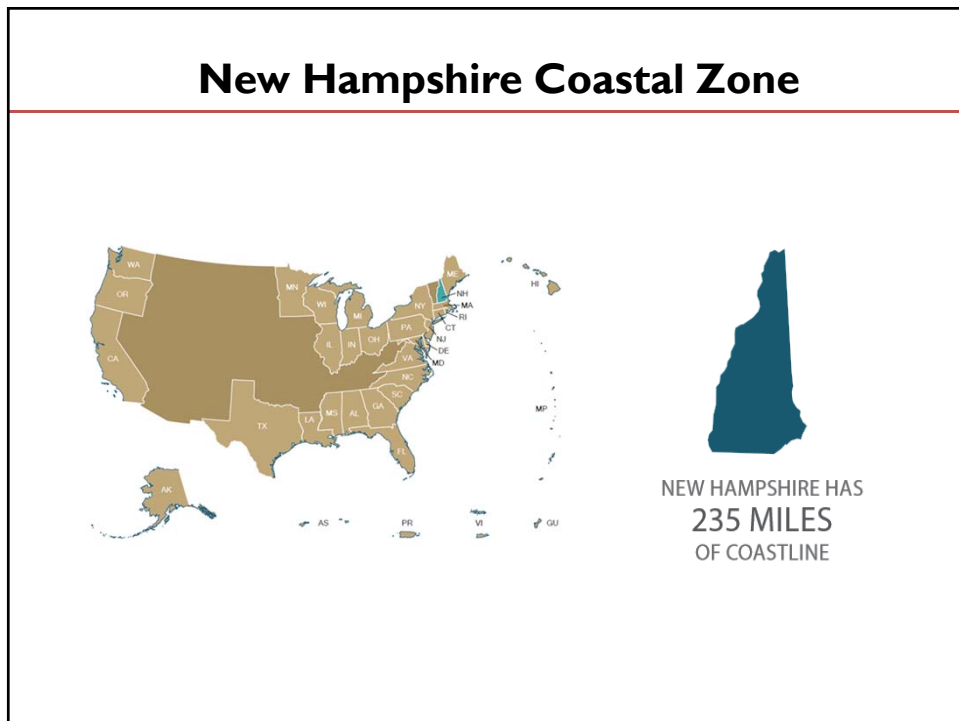 New Hampshire Coastal Zone
WA
OR
CA
AK
TX
MN
WI
MI
IL
IN
OH
LA
MS
AL
GA
FL
SC
NC
VA
PA
NY
ME
NH
MA
RI
CT
NJ
DE
MD
HI
MP
AS
PR
VI
GU
NEW HAMPSHIRE HAS
235 MILES
OF COASTLINE